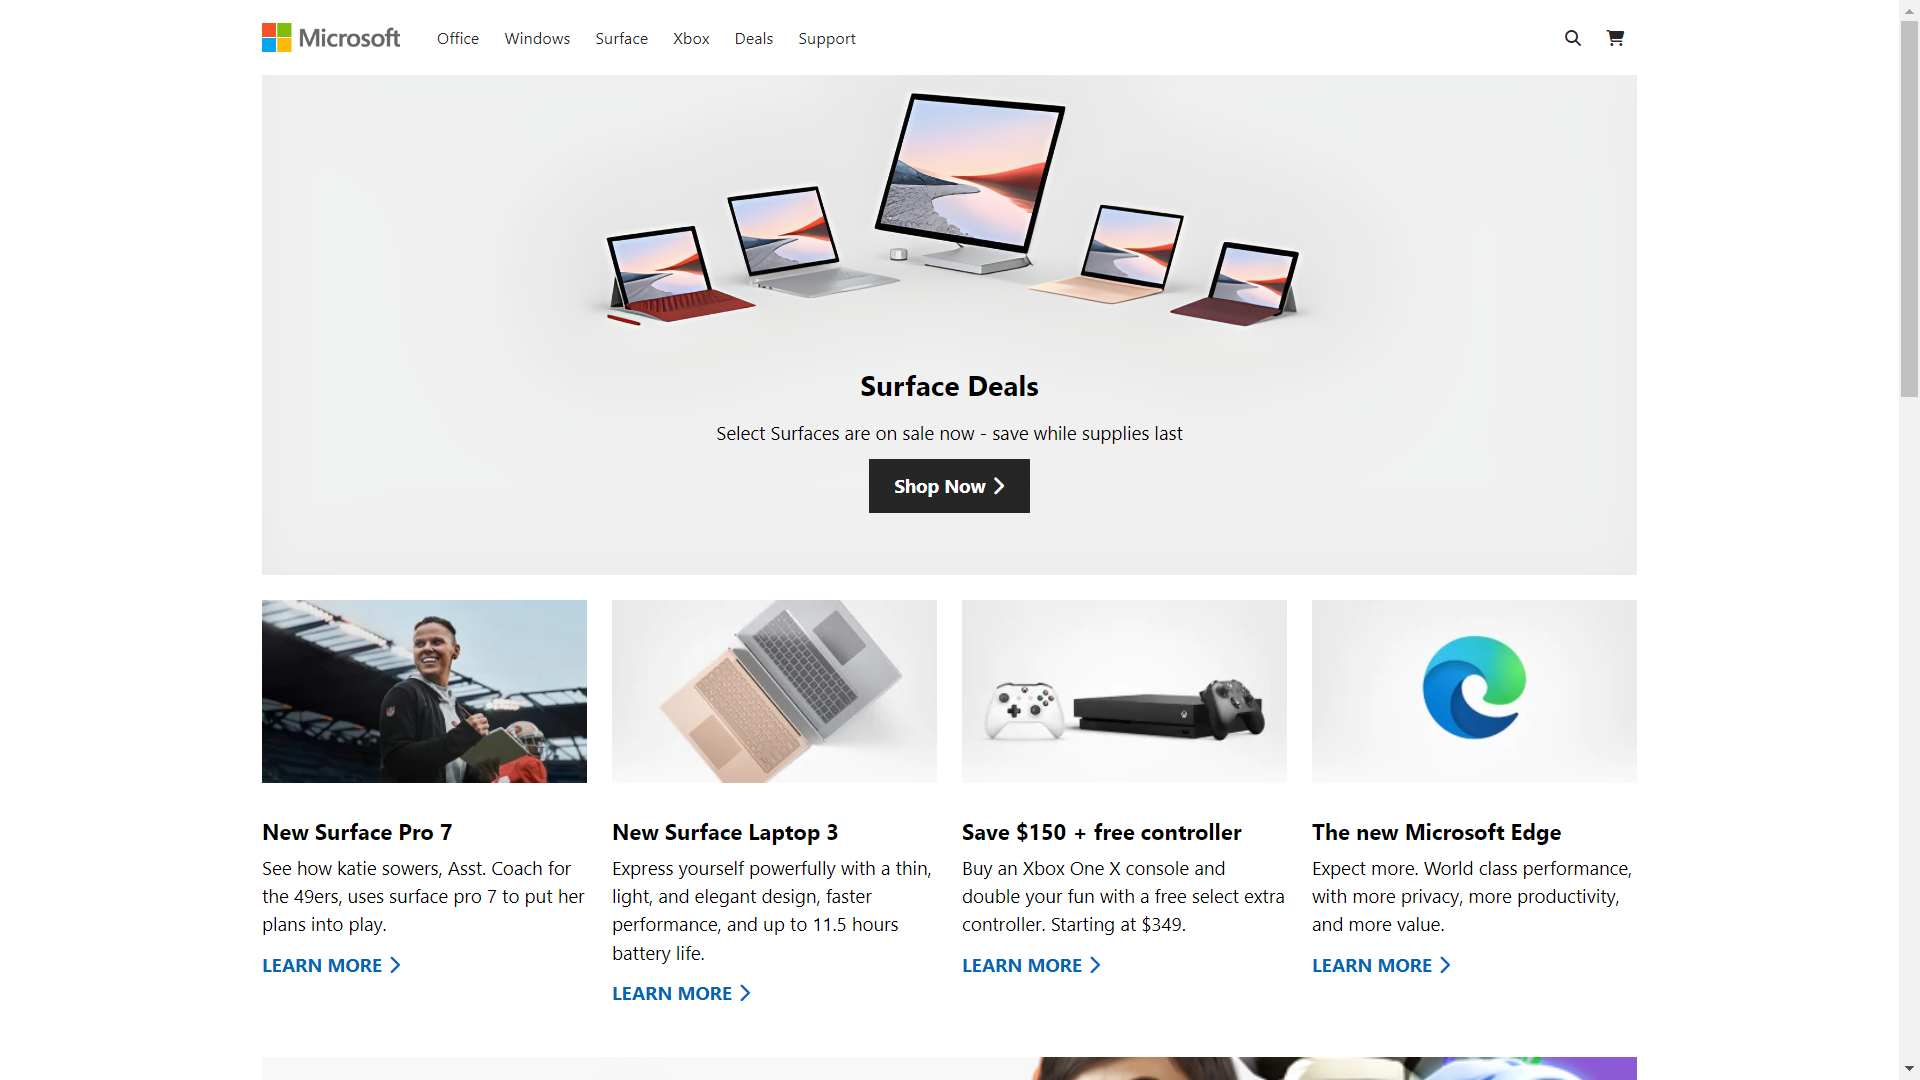 Microsoft
Office
Windows
Surface
Xbox
Deals
Support
Surface Deals
Select Surfaces are on sale now - save while supplies last
Shop Now
New Surface Pro 7
See how katie sowers, Asst. Coach for
the 49ers, uses surface pro 7 to put her
plans into play.
LEARN MORE
New Surface Laptop 3
Express yourself powerfully with a thin,
light, and elegant design, faster
performance, and up to 11.5 hours
battery life.
LEARN MORE
Save $150 + free controller
Buy an Xbox One X console and
double your fun with a free select extra
controller. Starting at $349.
LEARN MORE
The new Microsoft Edge
Expect more. World class performance,
with more privacy, more productivity,
and more value.
LEARN MORE